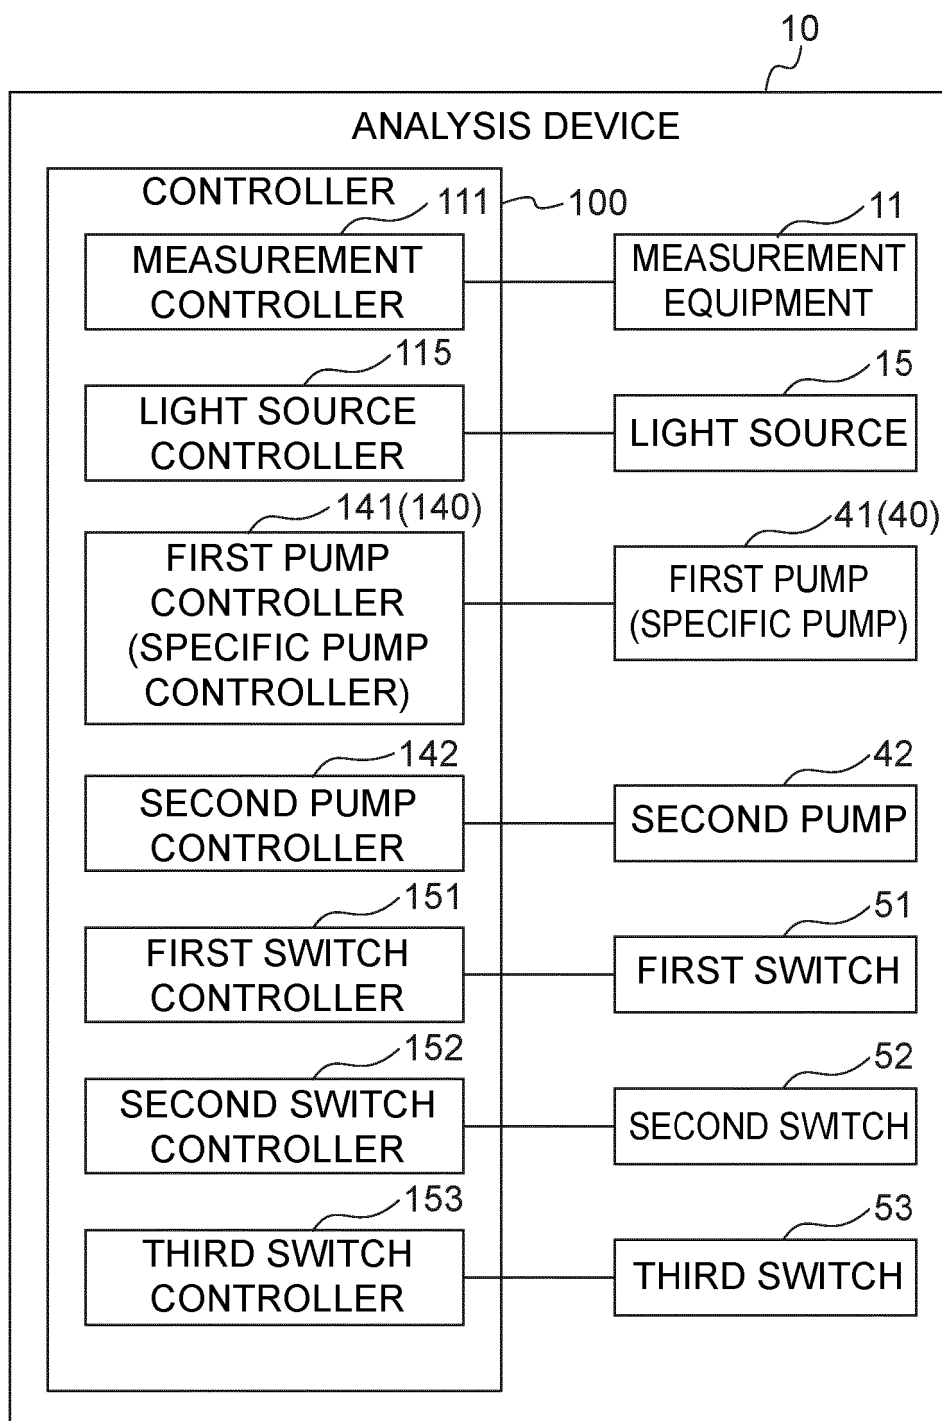 10
ANALYSIS DEVICE
CONTROLLER
100
111
MEASUREMENT
CONTROLLER
11
MEASUREMENT
EQUIPMENT
115
LIGHT SOURCE
CONTROLLER
15
LIGHT SOURCE
141(140)
FIRST PUMP
CONTROLLER
(SPECIFIC PUMP
CONTROLLER)
41(40)
FIRST PUMP
(SPECIFIC PUMP)
142
SECOND PUMP
CONTROLLER
42
SECOND PUMP
151
FIRST SWITCH
CONTROLLER
51
FIRST SWITCH
152
SECOND SWITCH
CONTROLLER
52
SECOND SWITCH
153
THIRD SWITCH
CONTROLLER
53
THIRD SWITCH